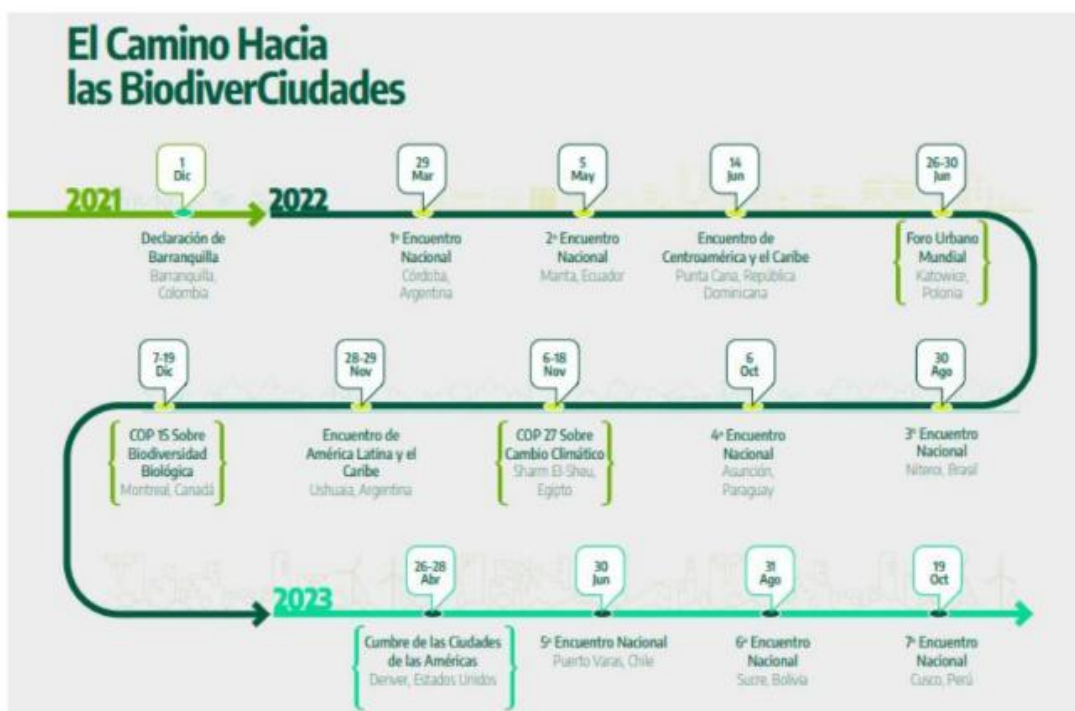 El Camino Hacia
las BiodiverCiudades
2021
1
Dic
Declaración de
Barranquilla
Barranquilla,
Colombia
2022
29
Mar
1º Encuentro
Nacional
Córdoba,
Argentina
5
May
2º Encuentro
Nacional
Manta, Ecuador
14
Jun
Encuentro de
Centroamérica y el Caribe
Punta Cana, República
Dominicana
26-30
Jun
Foro Urbano
Mundial
Katowice,
Polonia
30
Ago
3º Encuentro
Nacional
Niteroi, Brasil
6
Oct
4º Encuentro
Nacional
Asunción,
Paraguay
6-18
Nov
COP 27 Sobre
Cambio Climático
Sharm El-Sheu,
Egipto
28-29
Nov
Encuentro de
América Latina y el
Caribe
Ushuaia, Argentina
7-19
Dic
COP 15 Sobre
Biodiversidad
Biológica
Montreal, Canadá
2023
26-28
Abr
Cumbre de las Ciudades
de las Américas
Denver, Estados Unidos
30
Jun
5º Encuentro Nacional
Puerto Varas, Chile
31
Ago
6º Encuentro
Nacional
Sucre, Bolivia
19
Oct
7º Encuentro
Nacional
Cusco, Perú